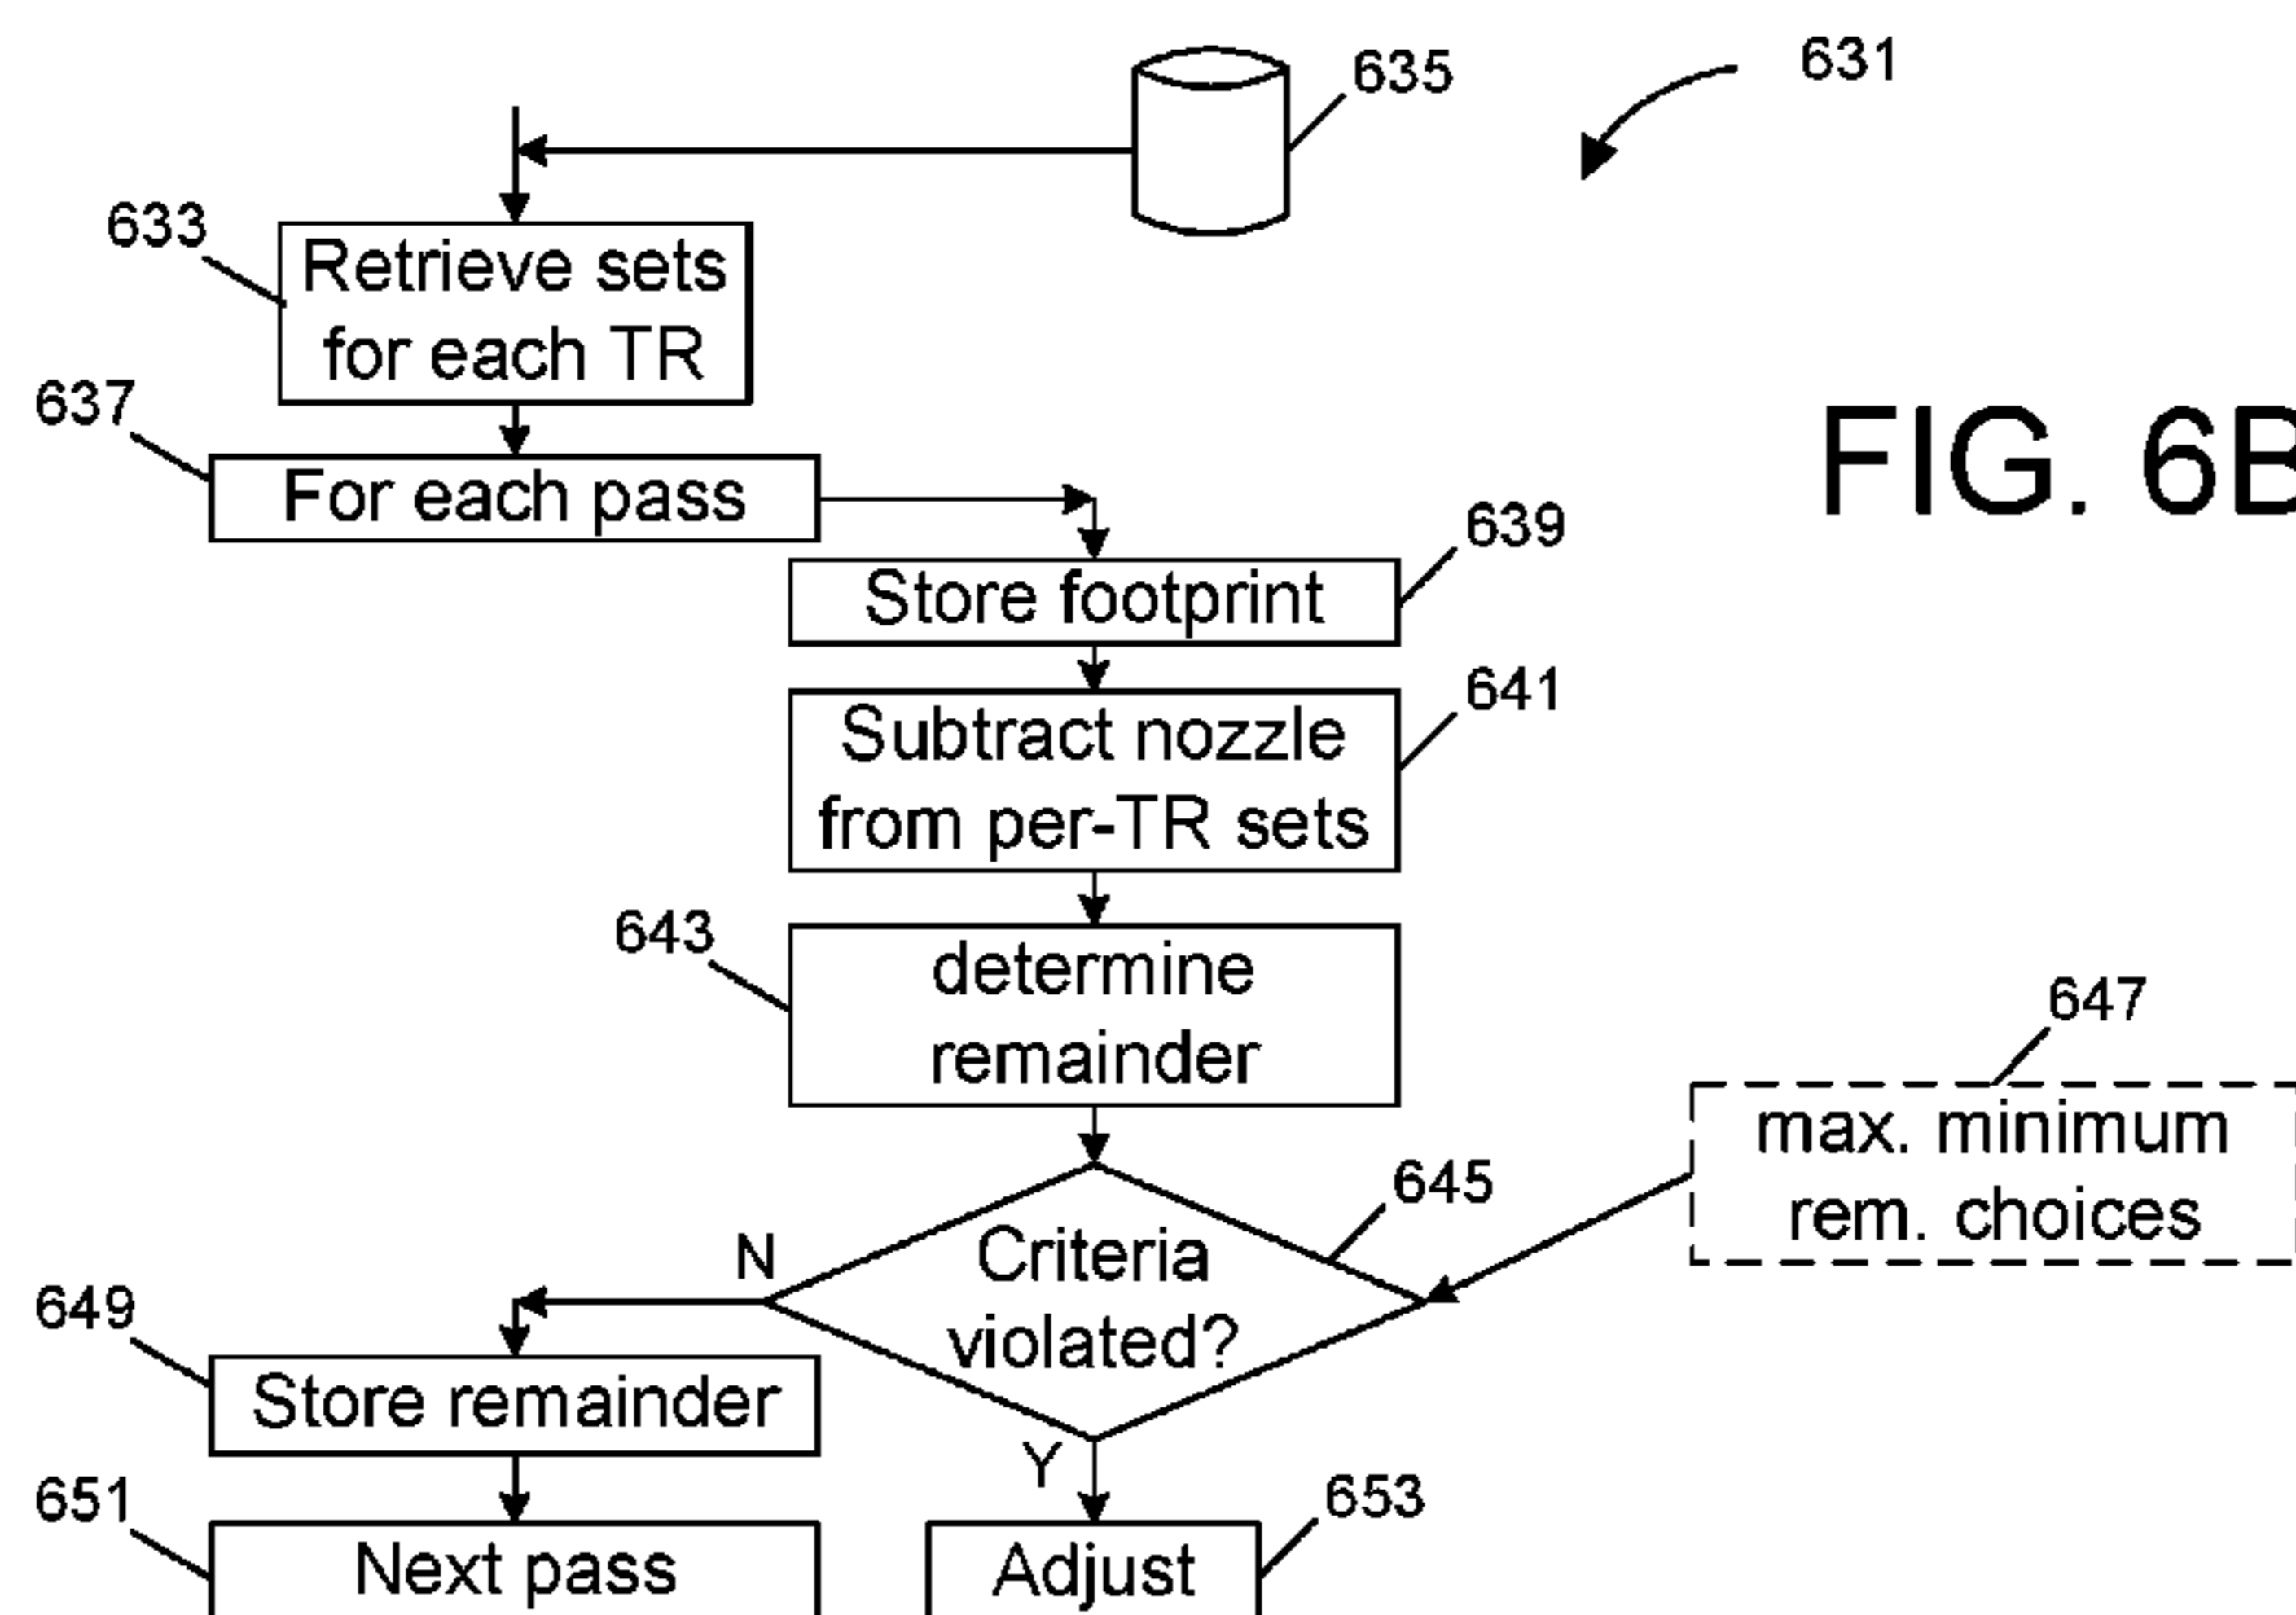 635
631
633
Retrieve sets
for each TR
637
For each pass
FIG. 6B
639
Store footprint
641
Subtract nozzle
from per-TR sets
643
determine
remainder
647
max. minimum
rem. choices
645
N
Criteria
violated?
649
Store remainder
Y
651
Next pass
653
Adjust